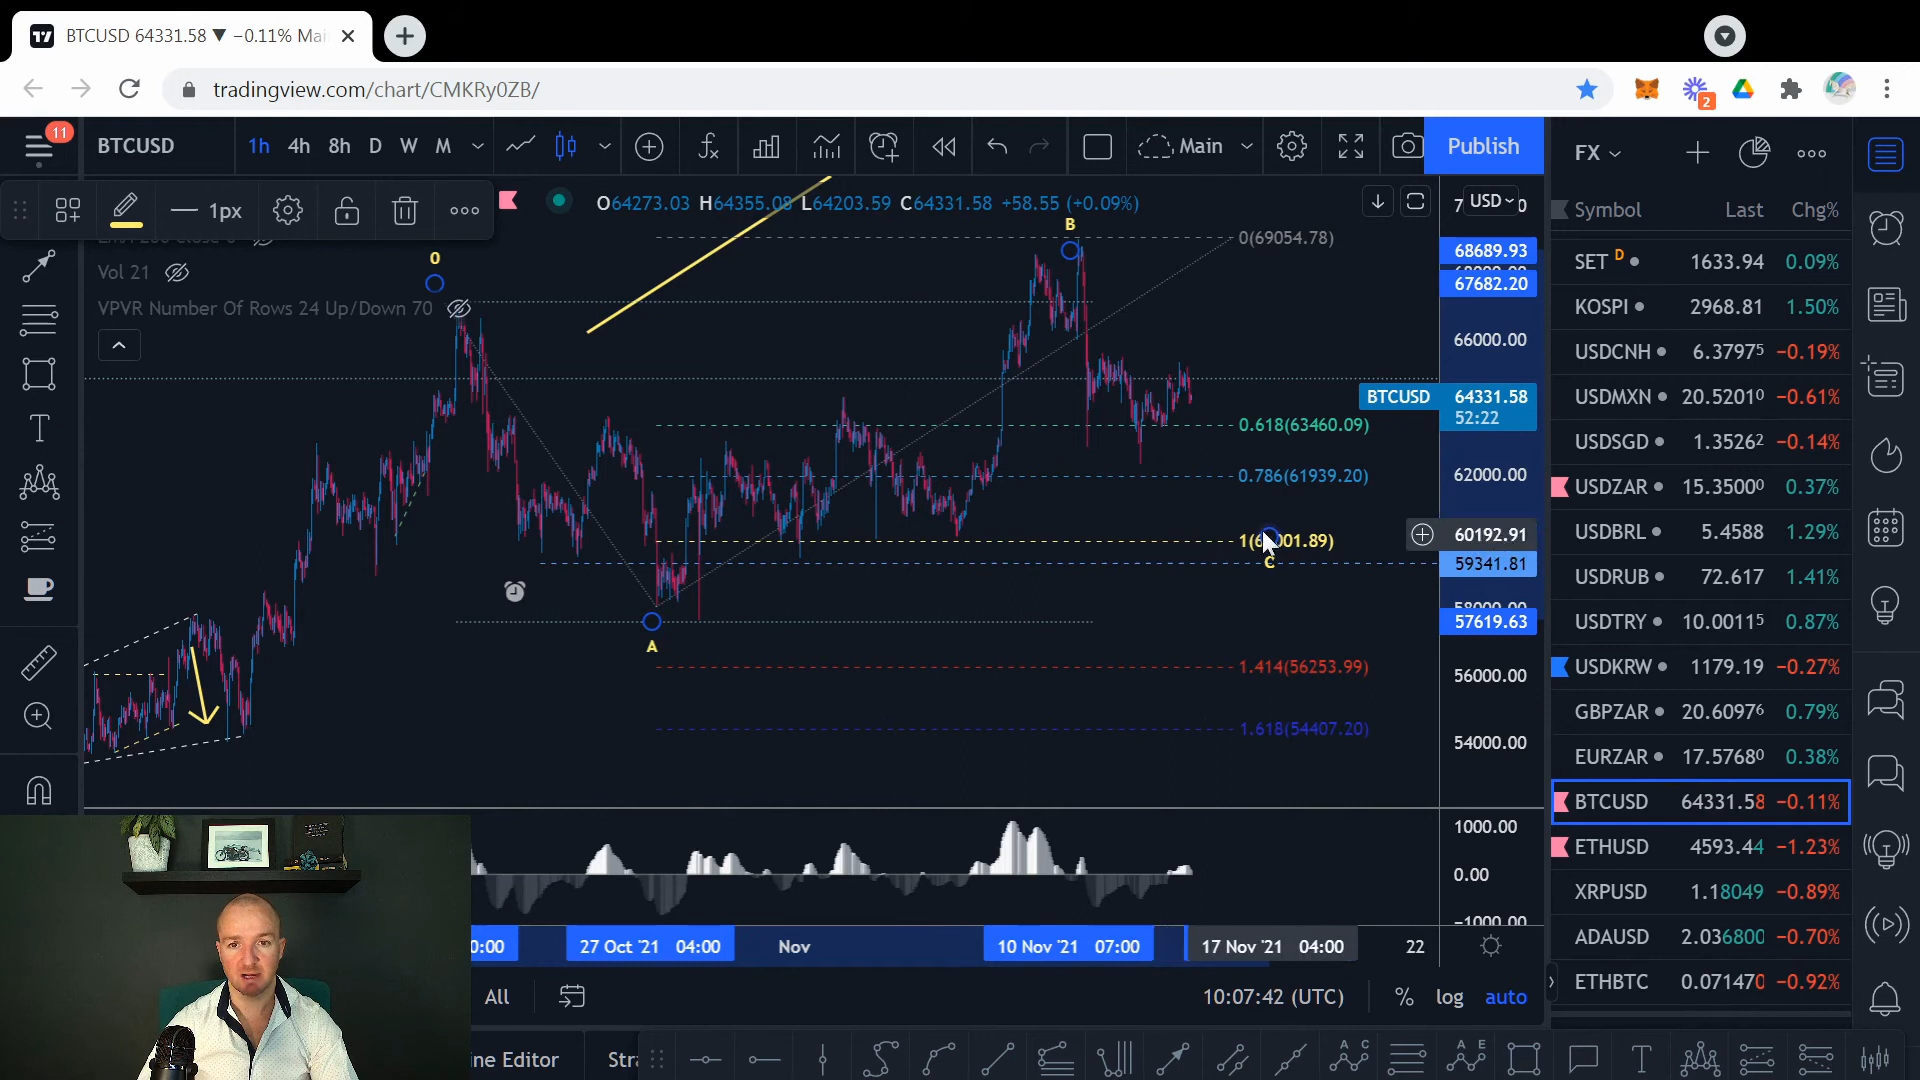 BTCUSD 64331.58 ▼ −0.11% Mai
tradingview.com/chart/CMKRy0ZB/
2
11
BTCUSD
1h 4h 8h D W M
Main
Publish
FX
1px
O64273.03 H64355.08 L64203.59 C64331.58 +58.55 (+0.09%)
USD
Symbol Last Chg%
Vol 21
VPVR Number Of Rows 24 Up/Down 70
0
B
A
C
0(69054.78)
0.618(63460.09)
0.786(61939.20)
1.414(56253.99)
1.618(54407.20)
68689.93
67682.20
66000.00
BTCUSD 64331.58
52:22
62000.00
60192.91
59341.81
57619.63
56000.00
54000.00
1000.00
0.00
−1000.00
SET D 1633.94 0.09%
KOSPI 2968.81 1.50%
USDCNH 6.37975 −0.19%
USDMXN 20.52010 −0.61%
USDSGD 1.35262 −0.14%
USDZAR 15.35000 0.37%
USDBRL 5.4588 1.29%
USDRUB 72.617 1.41%
USDTRY 10.00115 0.87%
USDKRW 1179.19 −0.27%
GBPZAR 20.60976 0.79%
EURZAR 17.57680 0.38%
BTCUSD 64331.58 −0.11%
ETHUSD 4593.44 −1.23%
XRPUSD 1.18049 −0.89%
ADAUSD 2.036800 −0.70%
ETHBTC 0.071470 −0.92%
0:00 27 Oct '21 04:00 Nov 10 Nov '21 07:00 17 Nov '21 04:00 22
All
10:07:42 (UTC) % log auto
ine Editor Stra